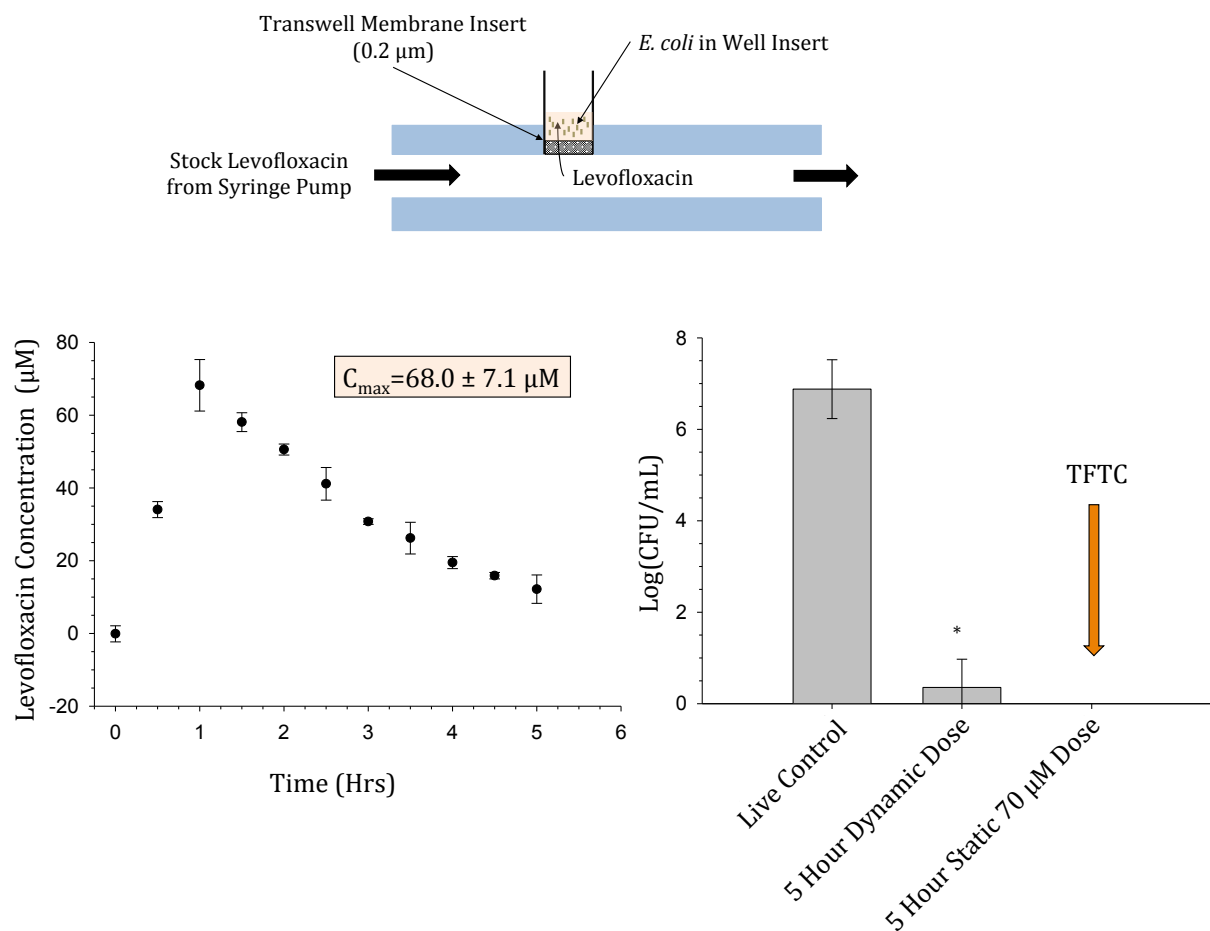 Transwell Membrane Insert
(0.2 µm)
E. coli in Well Insert
Stock Levofloxacin
from Syringe Pump
Levofloxacin
Levofloxacin Concentration (µM)
80
60
40
20
0
-20
Cmax=68.0 ± 7.1 µM
0 1 2 3 4 5 6
Time (Hrs)
Log(CFU/mL)
8
6
4
2
0
*
TFTC
Live Control
5 Hour Dynamic Dose
5 Hour Static 70 µM Dose